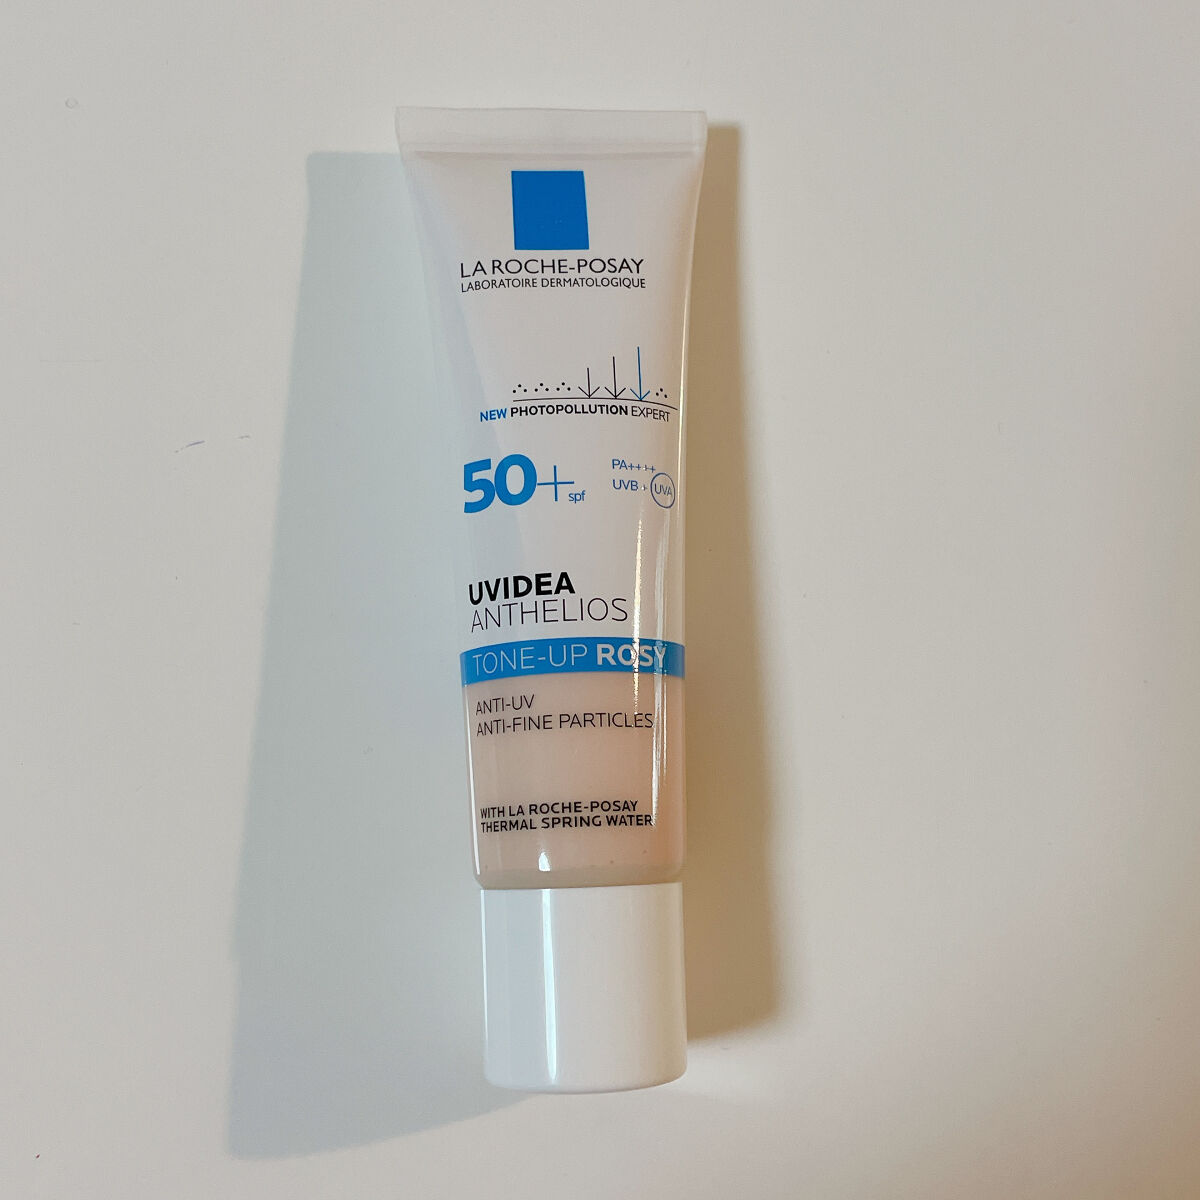 LA ROCHE-POSAY
LABORATOIRE DERMATOLOGIQUE
NEW PHOTOPOLLUTION EXPERT
50+ spf
PA++++
UVB + UVA
UVIDEA
ANTHELIOS
TONE-UP ROSY
ANTI-UV
ANTI-FINE PARTICLES
WITH LA ROCHE-POSAY
THERMAL SPRING WATER